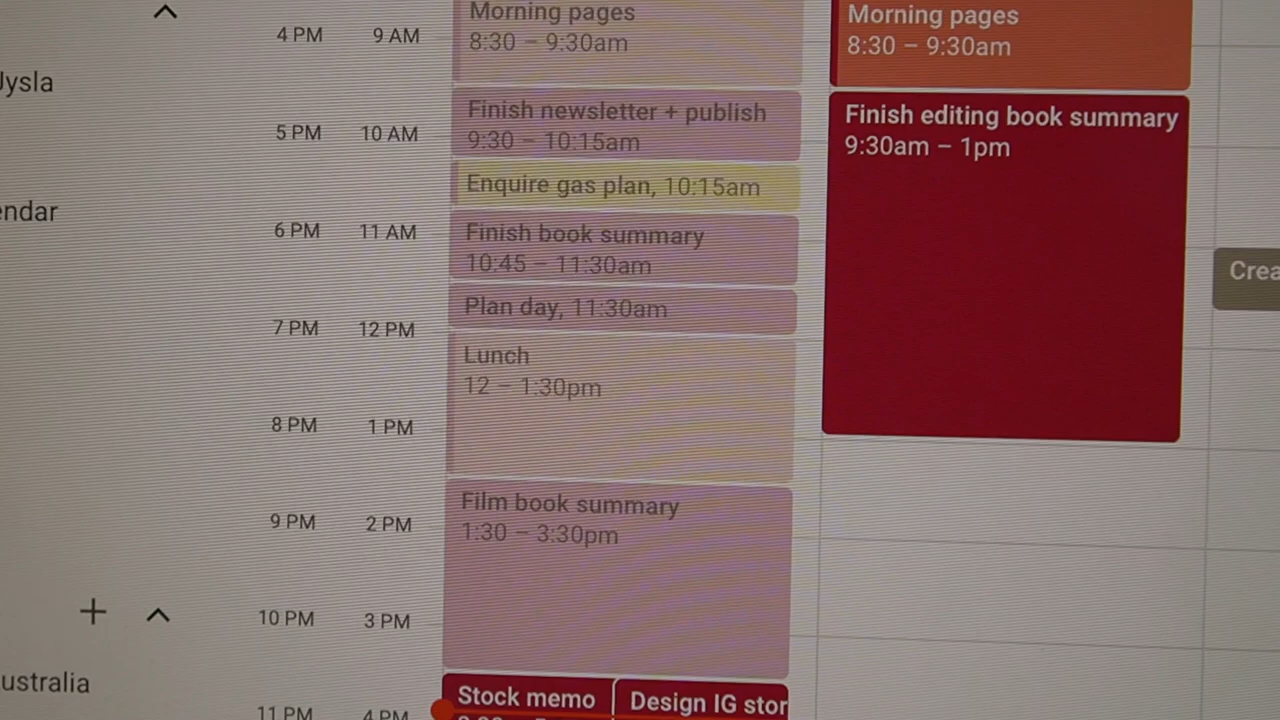 Jysla
endar
ustralia
4 PM 9 AM
5 PM 10 AM
6 PM 11 AM
7 PM 12 PM
8 PM 1 PM
9 PM 2 PM
10 PM 3 PM
11 PM 4 PM
Morning pages
8:30 – 9:30am
Finish newsletter + publish
9:30 – 10:15am
Enquire gas plan, 10:15am
Finish book summary
10:45 – 11:30am
Plan day, 11:30am
Lunch
12 – 1:30pm
Film book summary
1:30 – 3:30pm
Stock memo
Design IG stor
Morning pages
8:30 – 9:30am
Finish editing book summary
9:30am – 1pm
Crea